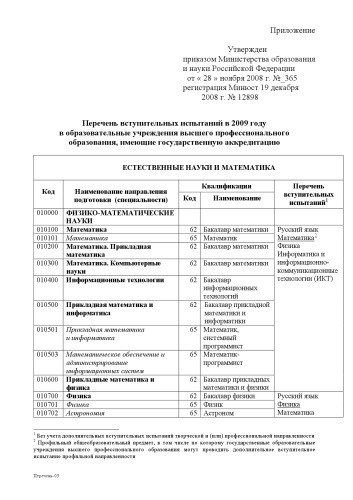 Приложение
Утвержден
приказом Министерства образования
и науки Российской Федерации
от « 28 » ноября 2008 г. № 365
регистрация Минюст 19 декабря
2008 г. № 12898
Перечень вступительных испытаний в 2009 году
в образовательные учреждения высшего профессионального
образования, имеющие государственную аккредитацию
ЕСТЕСТВЕННЫЕ НАУКИ И МАТЕМАТИКА
Код Наименование направления подготовки (специальности) Квалификация Перечень вступительных испытаний¹
Код Наименование
010000 ФИЗИКО-МАТЕМАТИЧЕСКИЕ НАУКИ
010100 Математика 62 Бакалавр математики Русский язык
010101 Математика 65 Математик Математика²
010200 Математика. Прикладная математика 62 Бакалавр математики Физика
Информатика и
010300 Математика. Компьютерные науки 62 Бакалавр математики информационно-
коммуникационные
010400 Информационные технологии 62 Бакалавр информационных технологий технологии (ИКТ)
010500 Прикладная математика и информатика 62 Бакалавр прикладной математики и информатики
010501 Прикладная математика и информатика 65 Математик, системный программист
010503 Математическое обеспечение и администрирование информационных систем 65 Математик-программист
010600 Прикладные математика и физика 62 Бакалавр прикладных математики и физики
010700 Физика 62 Бакалавр физики Русский язык
010701 Физика 65 Физик Физика
010702 Астрономия 65 Астроном Математика
¹ Без учета дополнительных вступительных испытаний творческой и (или) профессиональной направленности
² Профильный общеобразовательный предмет, в том числе по которому государственные образовательные
учреждения высшего профессионального образования могут проводить дополнительное вступительное
испытание профильной направленности
Перечень-09